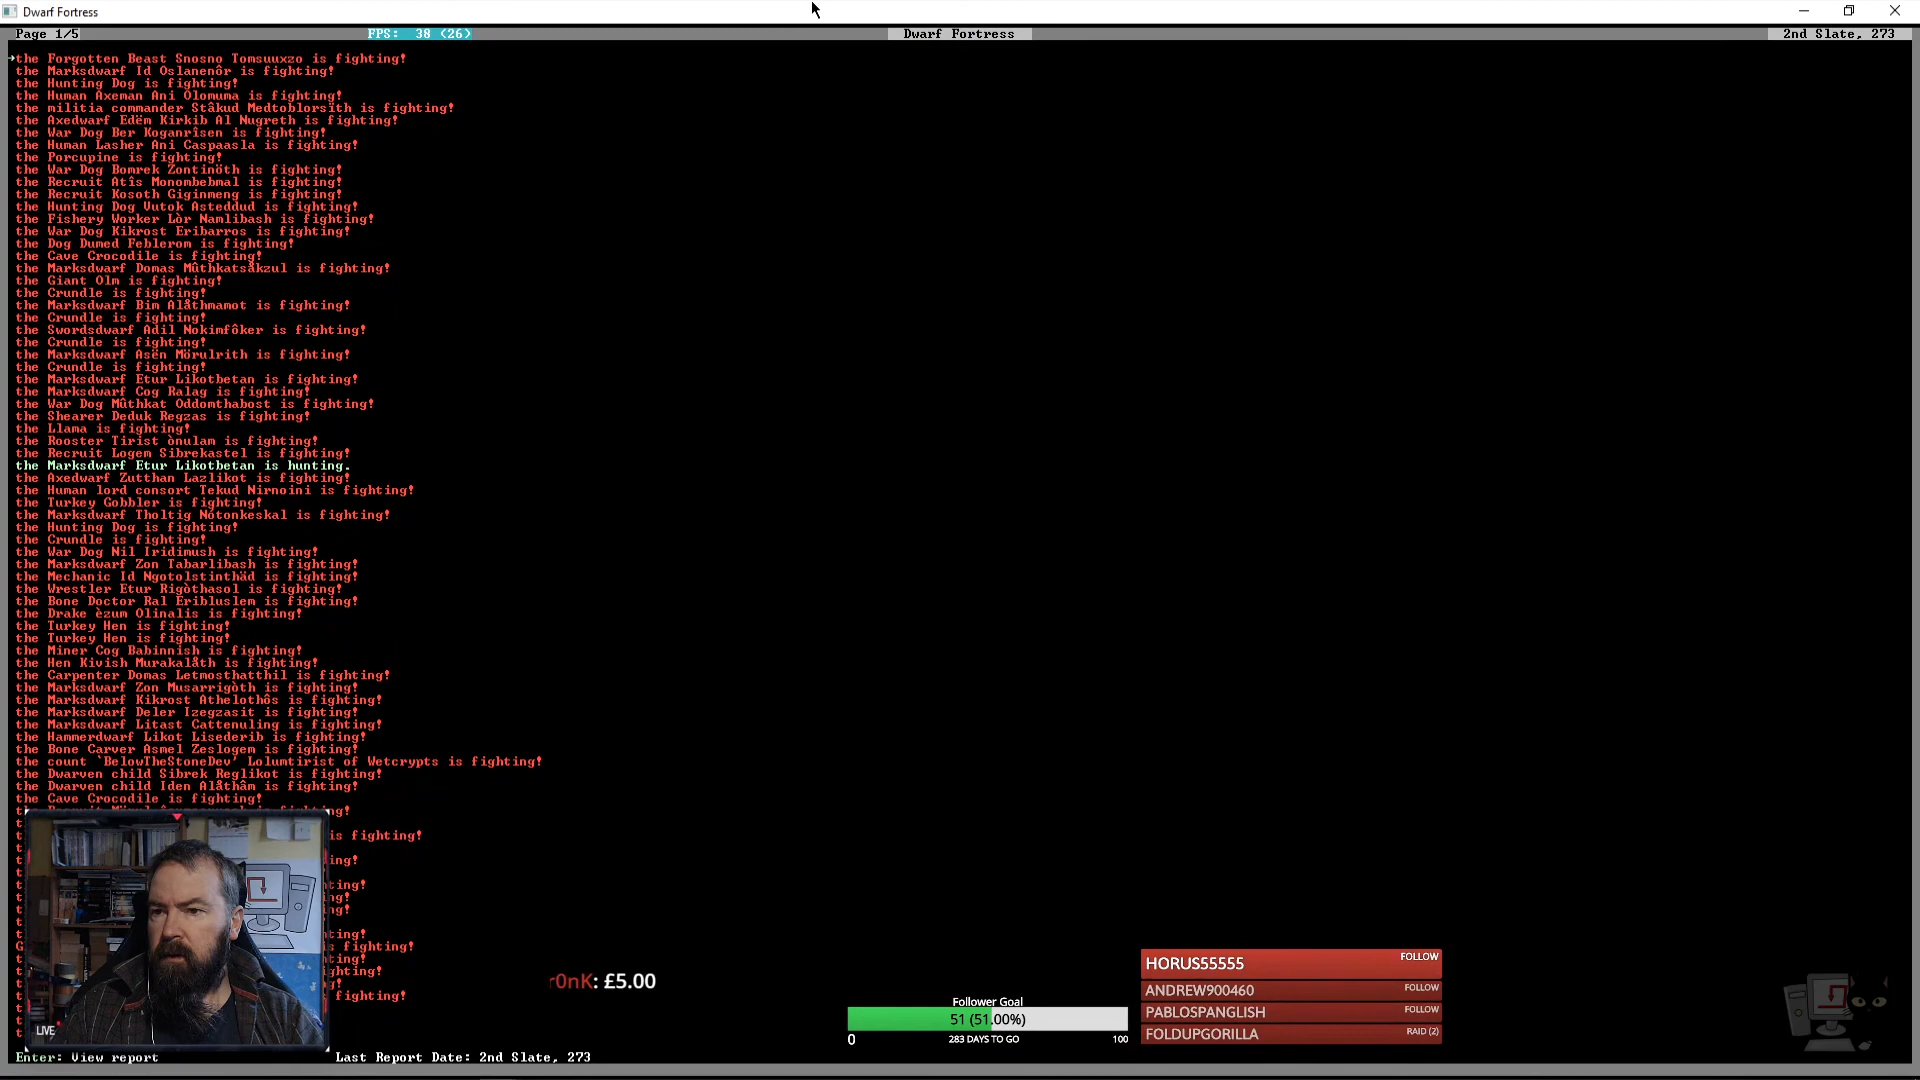 Dwarf Fortress
Page 1/5
FPS: 38 (26)
Dwarf Fortress
2nd Slate, 273
the Forgotten Beast Snosno Tomsuuxzo is fighting!
the Marksdwarf Id Oslanenôr is fighting!
the Hunting Dog is fighting!
the Human Axeman Ani Olomuma is fighting!
the militia commander Stâkud Medtoblorsïth is fighting!
the Axedwarf Edëm Kirkib Al Nugreth is fighting!
the War Dog Ber Koganrîsen is fighting!
the Human Lasher Ani Caspaasla is fighting!
the Porcupine is fighting!
the War Dog Bomrek Zontinöth is fighting!
the Recruit Atîs Monombebmal is fighting!
the Recruit Kosoth Giginmeng is fighting!
the Hunting Dog Vutok Asteddud is fighting!
the Fishery Worker Lòr Namlibash is fighting!
the War Dog Kikrost Eribarros is fighting!
the Dog Dumed Feblerom is fighting!
the Cave Crocodile is fighting!
the Marksdwarf Domas Mûthkatsåkzul is fighting!
the Giant Olm is fighting!
the Crundle is fighting!
the Marksdwarf Bim Alåthmamot is fighting!
the Crundle is fighting!
the Swordsdwarf Adil Nokimfôker is fighting!
the Crundle is fighting!
the Marksdwarf Asën Mörulrith is fighting!
the Crundle is fighting!
the Marksdwarf Etur Likotbetan is fighting!
the Marksdwarf Cog Ralag is fighting!
the War Dog Mûthkat Oddomthabost is fighting!
the Shearer Deduk Regzas is fighting!
the Llama is fighting!
the Rooster Tirist ònulam is fighting!
the Recruit Logem Sibrekastel is fighting!
the Marksdwarf Etur Likotbetan is hunting.
the Axedwarf Zutthan Lazlikot is fighting!
the Human lord consort Tekud Nirnoini is fighting!
the Turkey Gobbler is fighting!
the Marksdwarf Tholtig Nótonkeskal is fighting!
the Hunting Dog is fighting!
the Crundle is fighting!
the War Dog Nil Iridimush is fighting!
the Marksdwarf Zon Tabarlibash is fighting!
the Mechanic Id Ngotolstinthäd is fighting!
the Wrestler Etur Rigòthasol is fighting!
the Bone Doctor Ral Eribluslem is fighting!
the Drake èzum Olinalis is fighting!
the Turkey Hen is fighting!
the Turkey Hen is fighting!
the Miner Cog Babinnish is fighting!
the Hen Kivish Murakalåth is fighting!
the Carpenter Domas Letmosthatthil is fighting!
the Marksdwarf Zon Musarrigòth is fighting!
the Marksdwarf Kikrost Athelothôs is fighting!
the Marksdwarf Deler Izegzasit is fighting!
the Marksdwarf Litast Cattenuling is fighting!
the Hammerdwarf Likot Lisederib is fighting!
the Bone Carver Asmel Zeslogem is fighting!
the count `BelowTheStoneDev' Lolumtirist of Wetcrypts is fighting!
the Dwarven child Sibrek Reglikot is fighting!
the Dwarven child Iden Alåthâm is fighting!
the Cave Crocodile is fighting!
is fighting!
fighting!
LIVE
r0nK: £5.00
Follower Goal
51 (51.00%)
0
283 DAYS TO GO
100
HORUS55555 FOLLOW
ANDREW900460 FOLLOW
PABLOSPANGLISH FOLLOW
FOLDUPGORILLA RAID (2)
Enter: View report
Last Report Date: 2nd Slate, 273